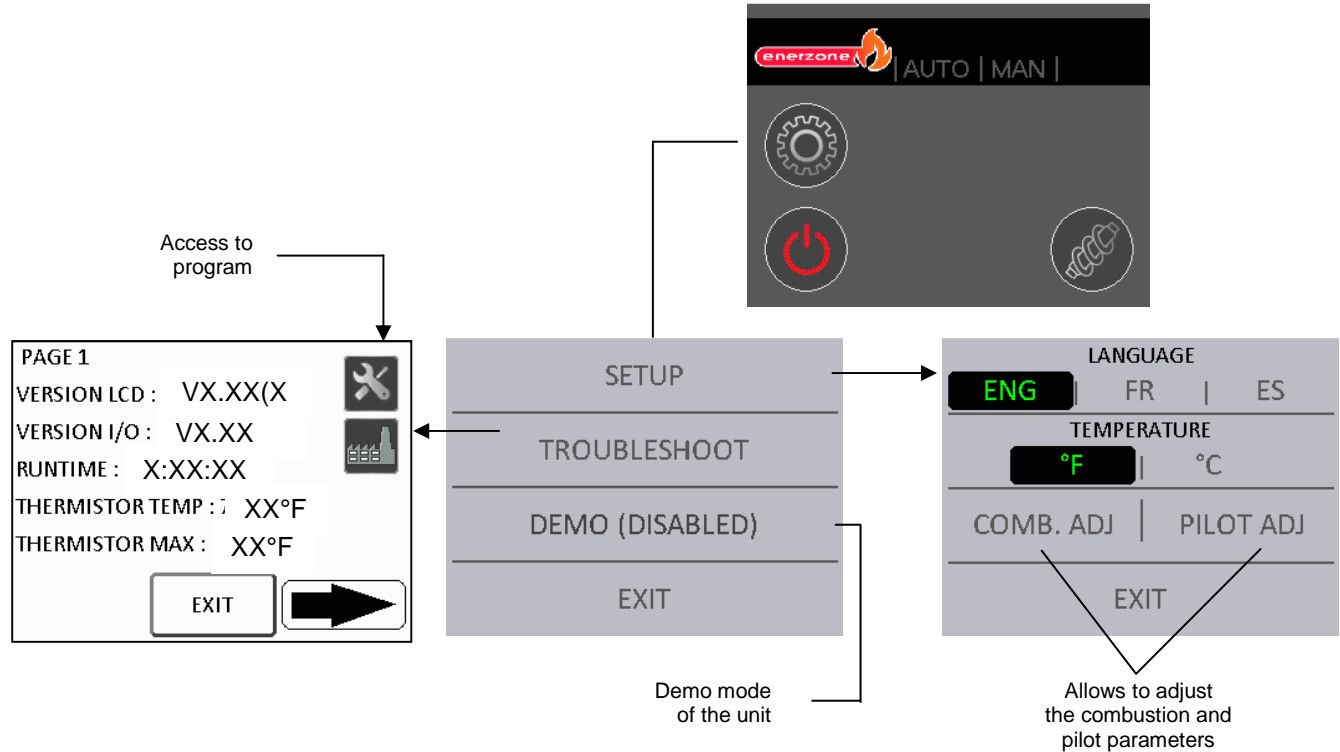 enerzone
| AUTO | MAN |
Access to
program
PAGE 1
VERSION LCD : VX.XX(X
VERSION I/O : VX.XX
RUNTIME : X:XX:XX
THERMISTOR TEMP : XX°F
THERMISTOR MAX : XX°F
EXIT
SETUP
TROUBLESHOOT
DEMO (DISABLED)
EXIT
LANGUAGE
ENG | FR | ES
TEMPERATURE
°F | °C
COMB. ADJ | PILOT ADJ
EXIT
Demo mode
of the unit
Allows to adjust
the combustion and
pilot parameters